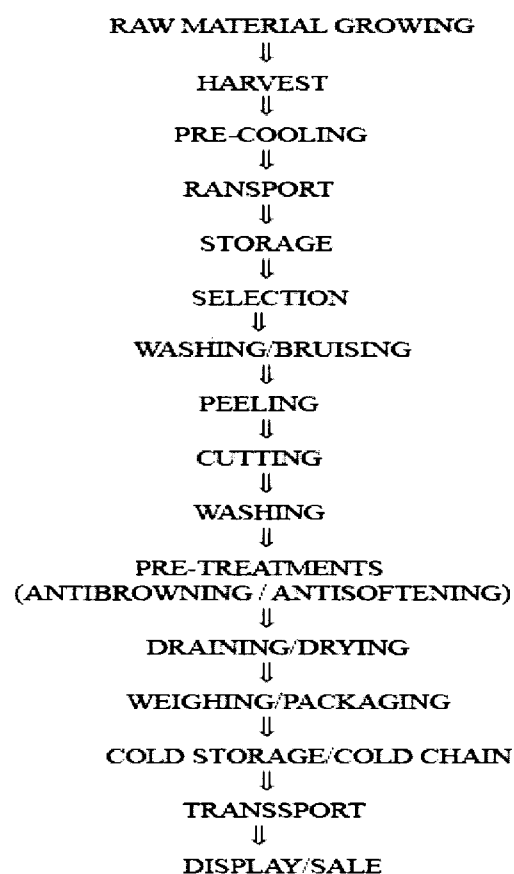 RAW MATERIAL GROWING
⇓
HARVEST
⇓
PRE-COOLING
⇓
RANSPORT
⇓
STORAGE
⇓
SELECTION
⇓
WASHING/BRUISING
⇓
PEELING
⇓
CUTTING
⇓
WASHING
⇓
PRE-TREATMENTS
(ANTIBROWNING / ANTISOFTENING)
⇓
DRAINING/DRYING
⇓
WEIGHING/PACKAGING
⇓
COLD STORAGE/COLD CHAIN
⇓
TRANSSPORT
⇓
DISPLAY/SALE